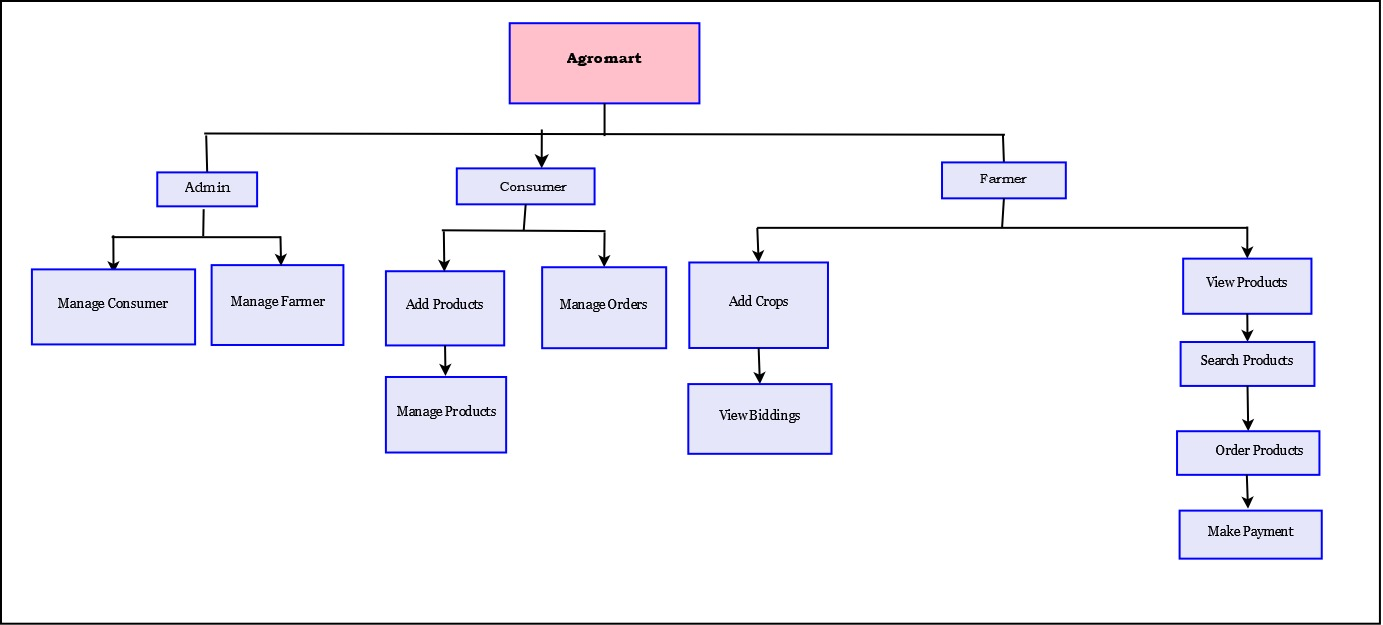 Agromart
Admin
Consumer
Farmer
Manage Consumer
Manage Farmer
Add Products
Manage Orders
Add Crops
View Products
Search Products
Manage Products
View Biddings
Order Products
Make Payment